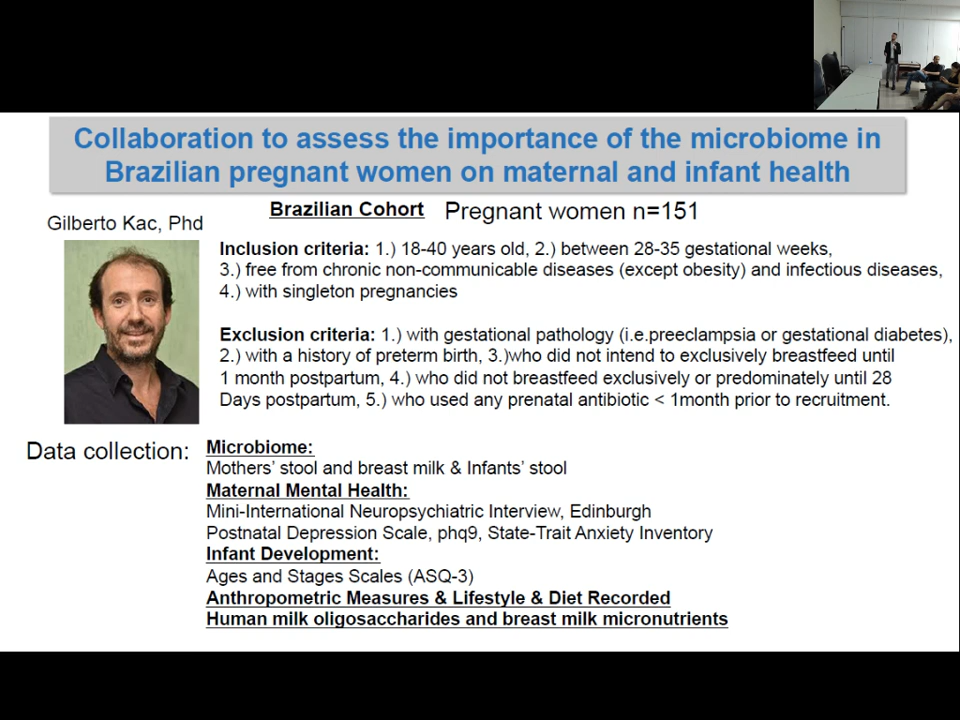 Collaboration to assess the importance of the microbiome in
Brazilian pregnant women on maternal and infant health
Gilberto Kac, Phd
Brazilian Cohort Pregnant women n=151
Inclusion criteria: 1.) 18-40 years old, 2.) between 28-35 gestational weeks,
3.) free from chronic non-communicable diseases (except obesity) and infectious diseases,
4.) with singleton pregnancies
Exclusion criteria: 1.) with gestational pathology (i.e.preeclampsia or gestational diabetes),
2.) with a history of preterm birth, 3.)who did not intend to exclusively breastfeed until
1 month postpartum, 4.) who did not breastfeed exclusively or predominately until 28
Days postpartum, 5.) who used any prenatal antibiotic < 1month prior to recruitment.
Data collection:
Microbiome:
Mothers' stool and breast milk & Infants' stool
Maternal Mental Health:
Mini-International Neuropsychiatric Interview, Edinburgh
Postnatal Depression Scale, phq9, State-Trait Anxiety Inventory
Infant Development:
Ages and Stages Scales (ASQ-3)
Anthropometric Measures & Lifestyle & Diet Recorded
Human milk oligosaccharides and breast milk micronutrients